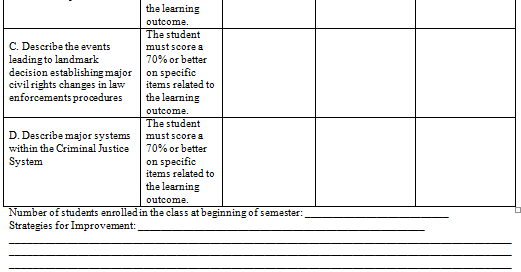 the learning
outcome.
C. Describe the events
leading to landmark
decision establishing major
civil rights changes in law
enforcements procedures
The student
must score a
70% or better
on specific
items related to
the learning
outcome.
D. Describe major systems
within the Criminal Justice
System
The student
must score a
70% or better
on specific
items related to
the learning
outcome.
Number of students enrolled in the class at beginning of semester:
Strategies for Improvement: